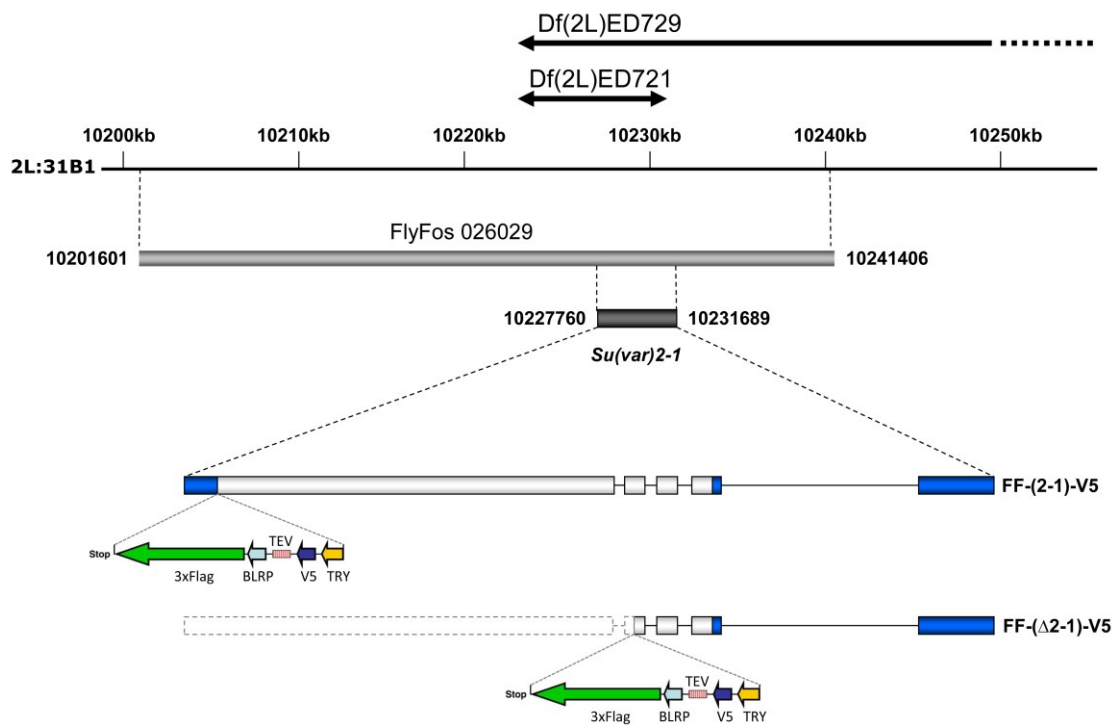 Df(2L)ED729
Df(2L)ED721
10200kb 10210kb 10220kb 10230kb 10240kb 10250kb
2L:31B1
FlyFos 026029
10201601 10241406
10227760 10231689
Su(var)2-1
FF-(2-1)-V5
TEV
Stop
3xFlag BLRP V5 TRY
FF-(Δ2-1)-V5
TEV
Stop
3xFlag BLRP V5 TRY